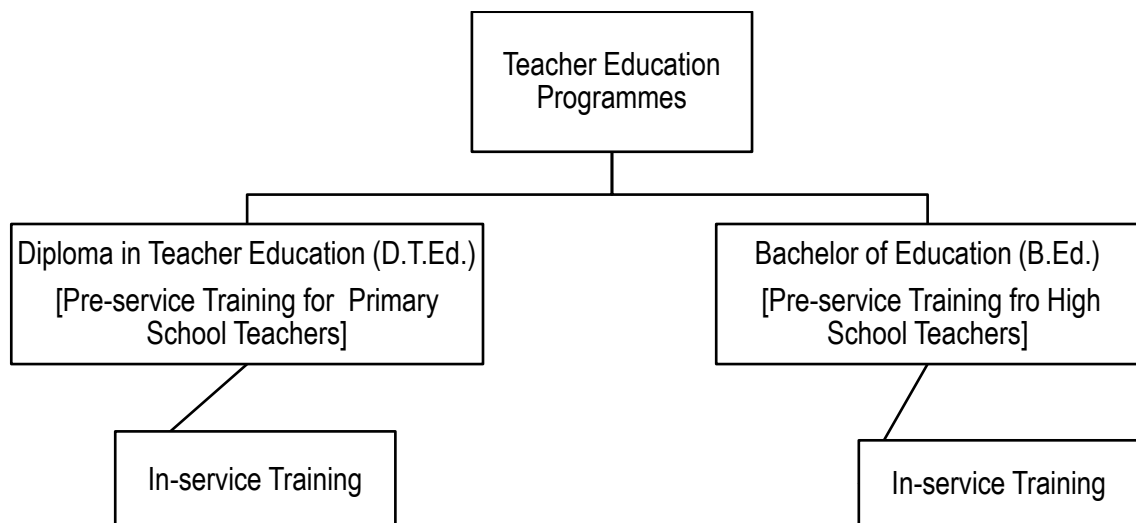 Teacher Education
Programmes
Diploma in Teacher Education (D.T.Ed.)
[Pre-service Training for Primary
School Teachers]
Bachelor of Education (B.Ed.)
[Pre-service Training fro High
School Teachers]
In-service Training
In-service Training